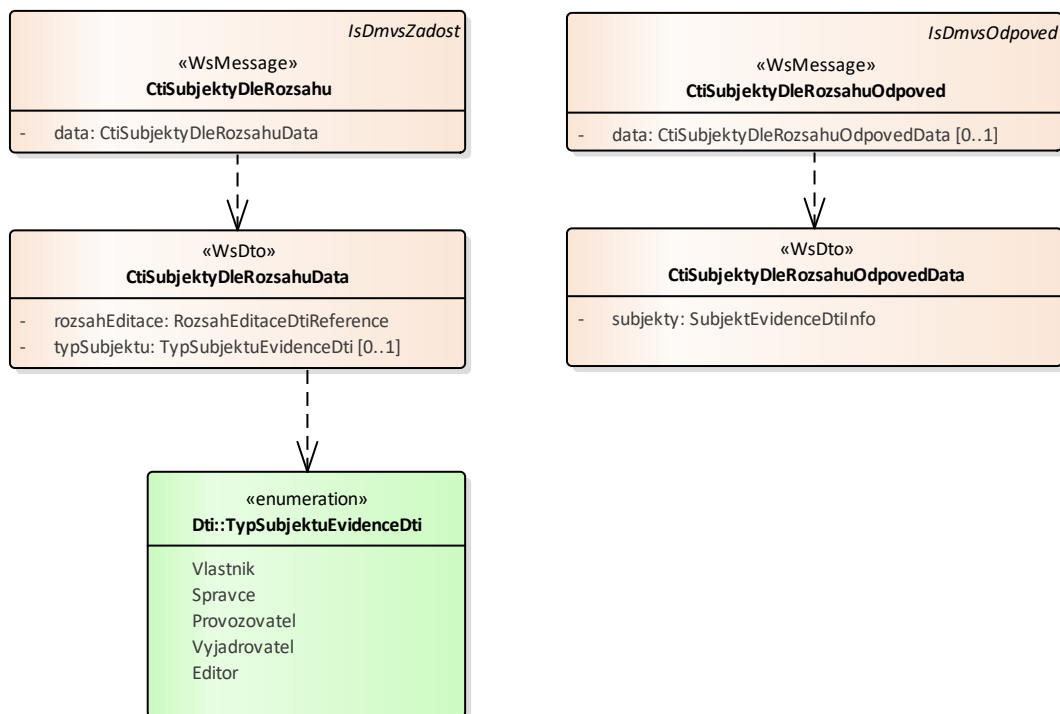 IsDmvsZadost
«WsMessage»
CtiSubjektyDleRozsahu
- data: CtiSubjektyDleRozsahuData
«WsDto»
CtiSubjektyDleRozsahuData
- rozsahEditace: RozsahEditaceDtiReference
- typSubjektu: TypSubjektuEvidenceDti [0..1]
«enumeration»
Dti::TypSubjektuEvidenceDti
Vlastnik
Spravce
Provozovatel
Vyjadrovatel
Editor
IsDmvsOdpoved
«WsMessage»
CtiSubjektyDleRozsahuOdpoved
- data: CtiSubjektyDleRozsahuOdpovedData [0..1]
«WsDto»
CtiSubjektyDleRozsahuOdpovedData
- subjekty: SubjektEvidenceDtiInfo